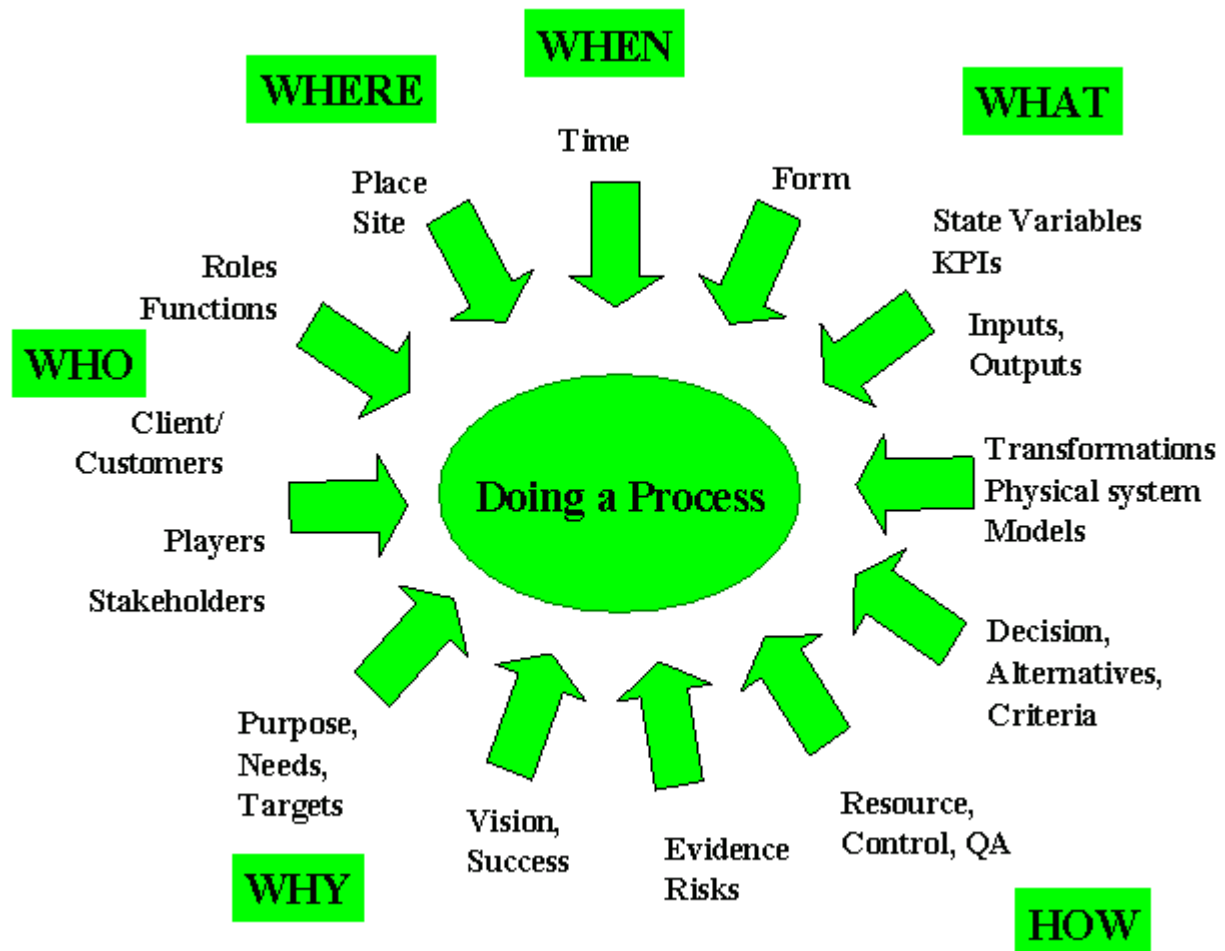 WHEN
WHERE
WHAT
Time
Place
Site
Form
State Variables
KPIs
Roles
Functions
Inputs,
Outputs
WHO
Client/
Customers
Transformations
Physical system
Models
Doing a Process
Players
Stakeholders
Decision,
Alternatives,
Criteria
Purpose,
Needs,
Targets
Vision,
Success
Evidence
Risks
Resource,
Control, QA
WHY
HOW